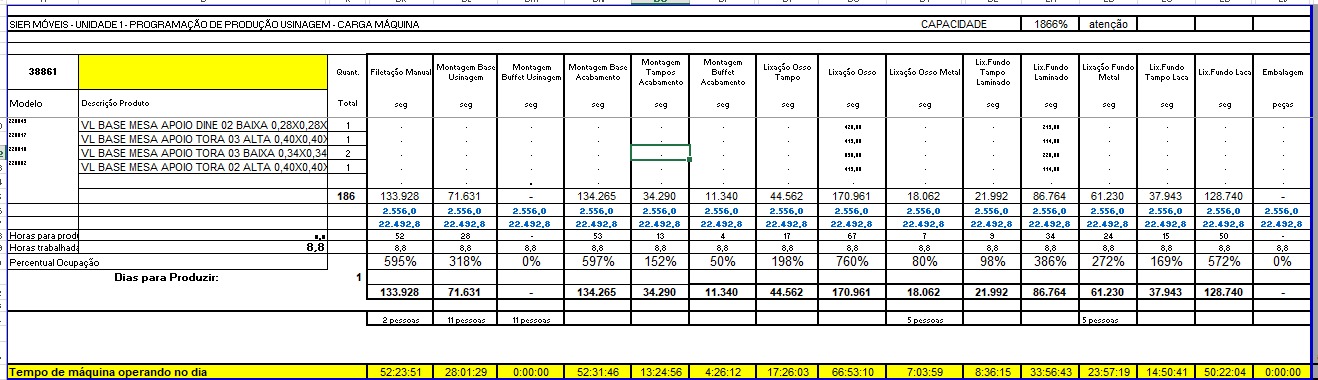 SIER MÓVEIS - UNIDADE 1 - PROGRAMAÇÃO DE PRODUÇÃO USINAGEM - CARGA MÁQUINA CAPACIDADE 1866% atenção
38861 Quant. Filetação Manual Montagem Base Usinagem Montagem Buffet Usinagem Montagem Base Acabamento Montagem Tampos Acabamento Montagem Buffet Acabamento Lixação Osso Tampo Lixação Osso Lixação Osso Metal Lix.Fundo Tampo Laminado Lix.Fundo Laminado Lixação Fundo Metal Lix.Fundo Tampo Laca Lix.Fundo Laca Embalagem
Modelo Descrição Produto Total seg seg seg seg seg seg seg seg seg seg seg seg seg seg peças
VL BASE MESA APOIO DINE 02 BAIXA 0,28X0,28X 1
VL BASE MESA APOIO TORA 03 ALTA 0,40X0,40X 1
VL BASE MESA APOIO TORA 03 BAIXA 0,34X0,34 2
VL BASE MESA APOIO TORA 02 ALTA 0,40X0,40X 1
186 133.928 71.631 - 134.265 34.290 11.340 44.562 170.961 18.062 21.992 86.764 61.230 37.943 128.740 -
2.556,0 2.556,0 2.556,0 2.556,0 2.556,0 2.556,0 2.556,0 2.556,0 2.556,0 2.556,0 2.556,0 2.556,0 2.556,0 2.556,0 2.556,0
22.492,8 22.492,8 22.492,8 22.492,8 22.492,8 22.492,8 22.492,8 22.492,8 22.492,8 22.492,8 22.492,8 22.492,8 22.492,8 22.492,8 22.492,8
Horas para prod 52 28 - 53 13 4 17 67 7 9 34 24 15 50 -
Horas trabalhada 8,8 8,8 8,8 8,8 8,8 8,8 8,8 8,8 8,8 8,8 8,8 8,8 8,8 8,8 8,8 8,8
Percentual Ocupação 595% 318% 0% 597% 152% 50% 198% 760% 80% 98% 386% 272% 169% 572% 0%
Dias para Produzir: 1
133.928 71.631 - 134.265 34.290 11.340 44.562 170.961 18.062 21.992 86.764 61.230 37.943 128.740 -
2 pessoas 11 pessoas 11 pessoas 5 pessoas 5 pessoas
Tempo de máquina operando no dia 52:23:51 28:01:29 0:00:00 52:31:46 13:24:56 4:26:12 17:26:03 66:53:10 7:03:59 8:36:15 33:56:43 23:57:19 14:50:41 50:22:04 0:00:00